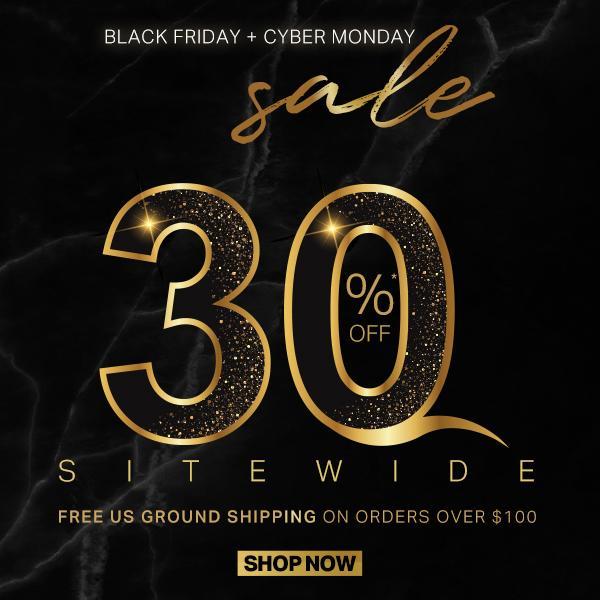 BLACK FRIDAY + CYBER MONDAY
sale
30
%*
OFF
SITEWIDE
FREE US GROUND SHIPPING ON ORDERS OVER $100
SHOP NOW